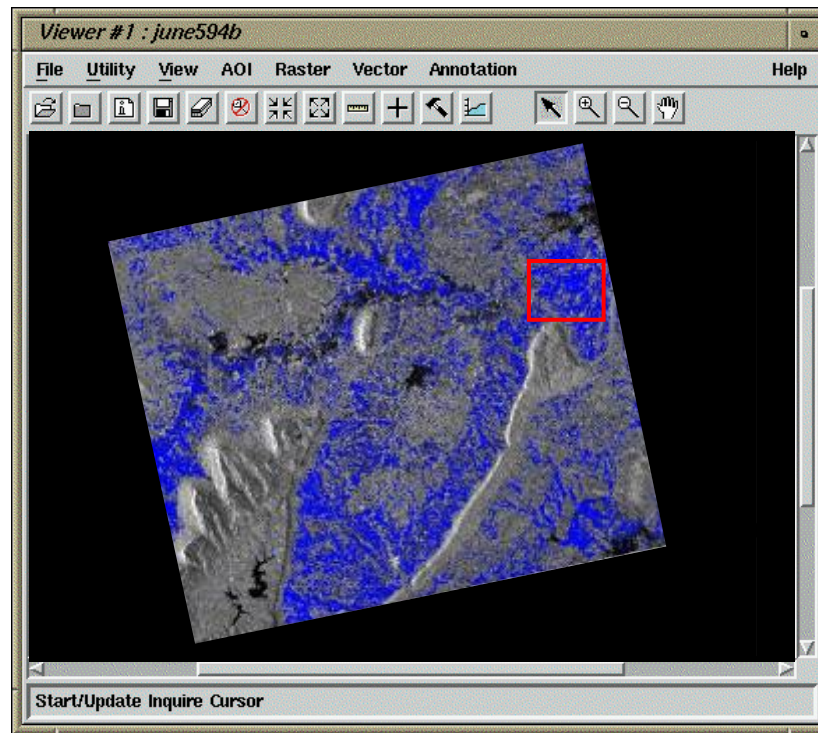 Viewer #1 : june594b
File Utility View AOI Raster Vector Annotation Help
Start/Update Inquire Cursor